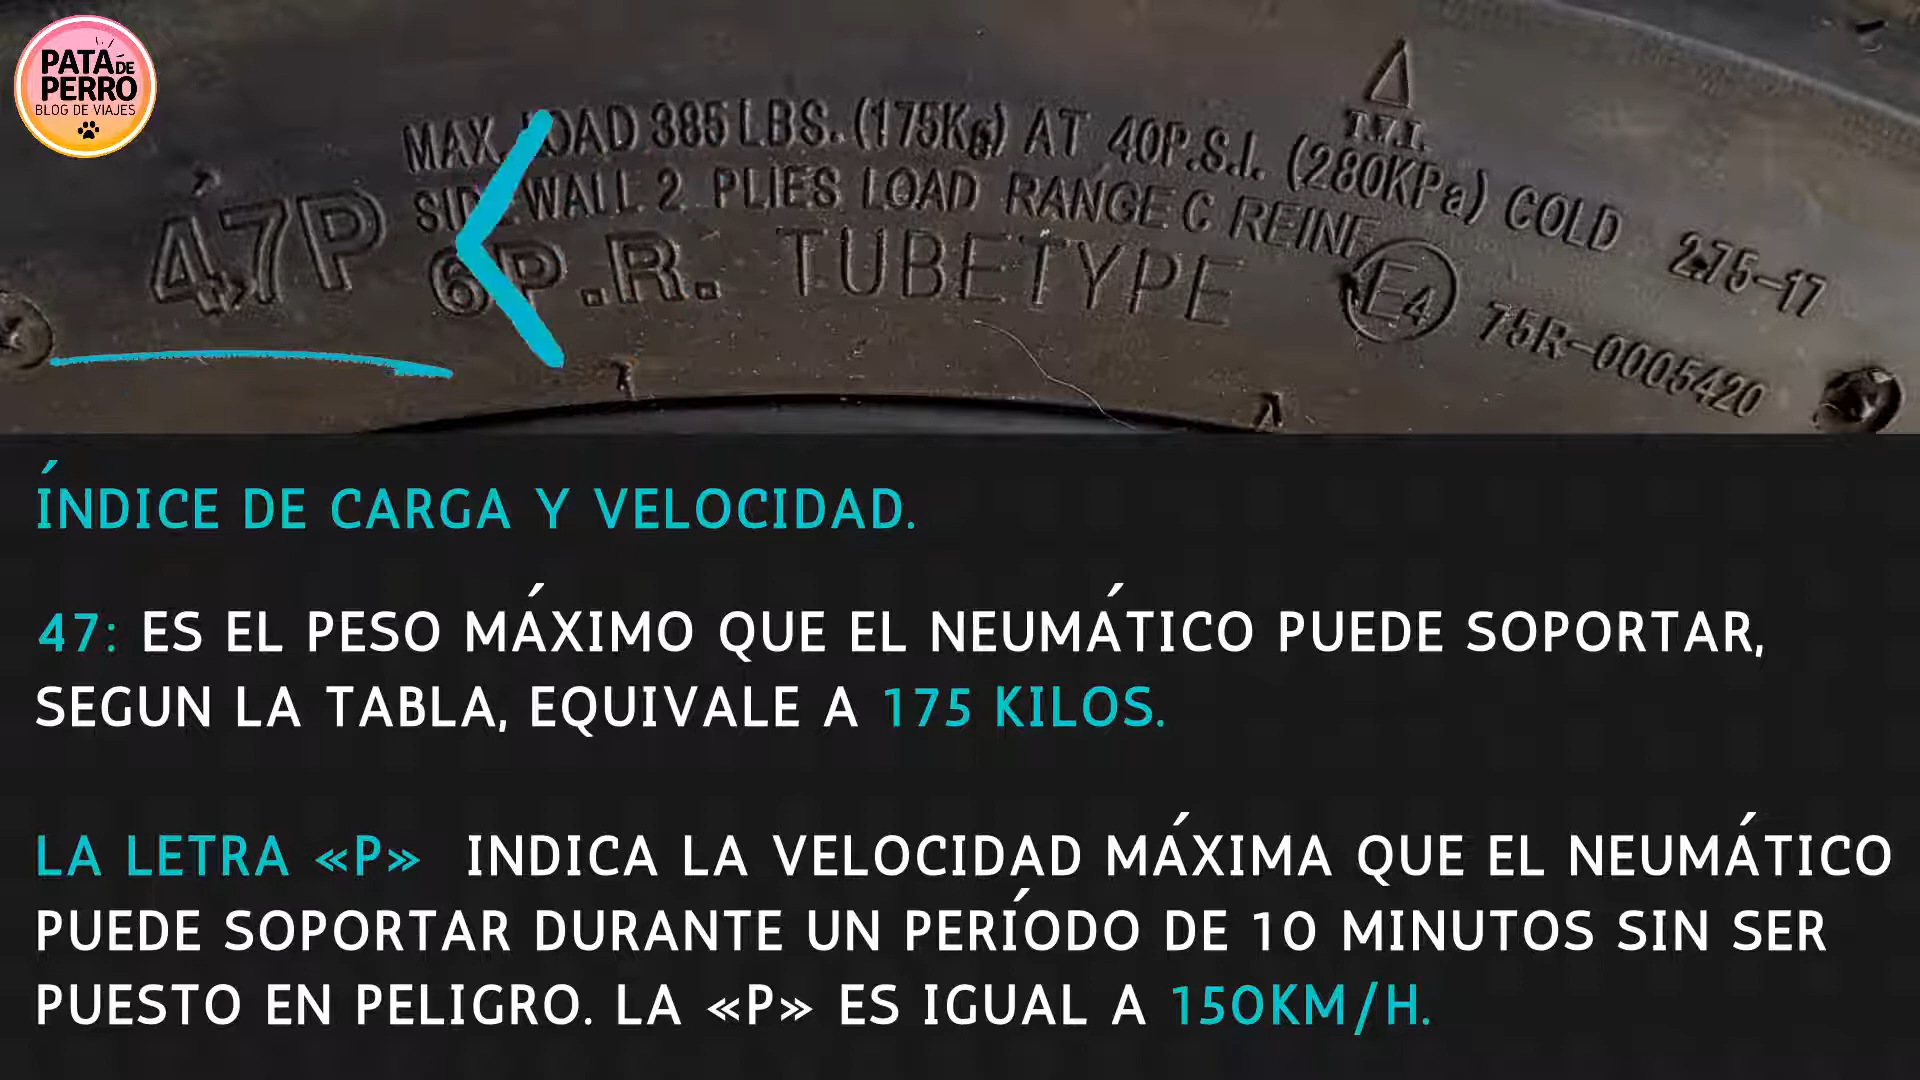 PATA DE
PERRO
BLOG DE VIAJES
MAX. LOAD 385 LBS. (175Kg) AT 40P.S.I. (280KPa) COLD
T.W.I.
47P
SIDEWALL 2 PLIES LOAD RANGE C REINF
2.75-17
6 P.R. TUBETYPE
E4
75R-0005420
ÍNDICE DE CARGA Y VELOCIDAD.
47: ES EL PESO MÁXIMO QUE EL NEUMÁTICO PUEDE SOPORTAR,
SEGUN LA TABLA, EQUIVALE A 175 KILOS.
LA LETRA «P» INDICA LA VELOCIDAD MÁXIMA QUE EL NEUMÁTICO
PUEDE SOPORTAR DURANTE UN PERÍODO DE 10 MINUTOS SIN SER
PUESTO EN PELIGRO. LA «P» ES IGUAL A 150KM/H.